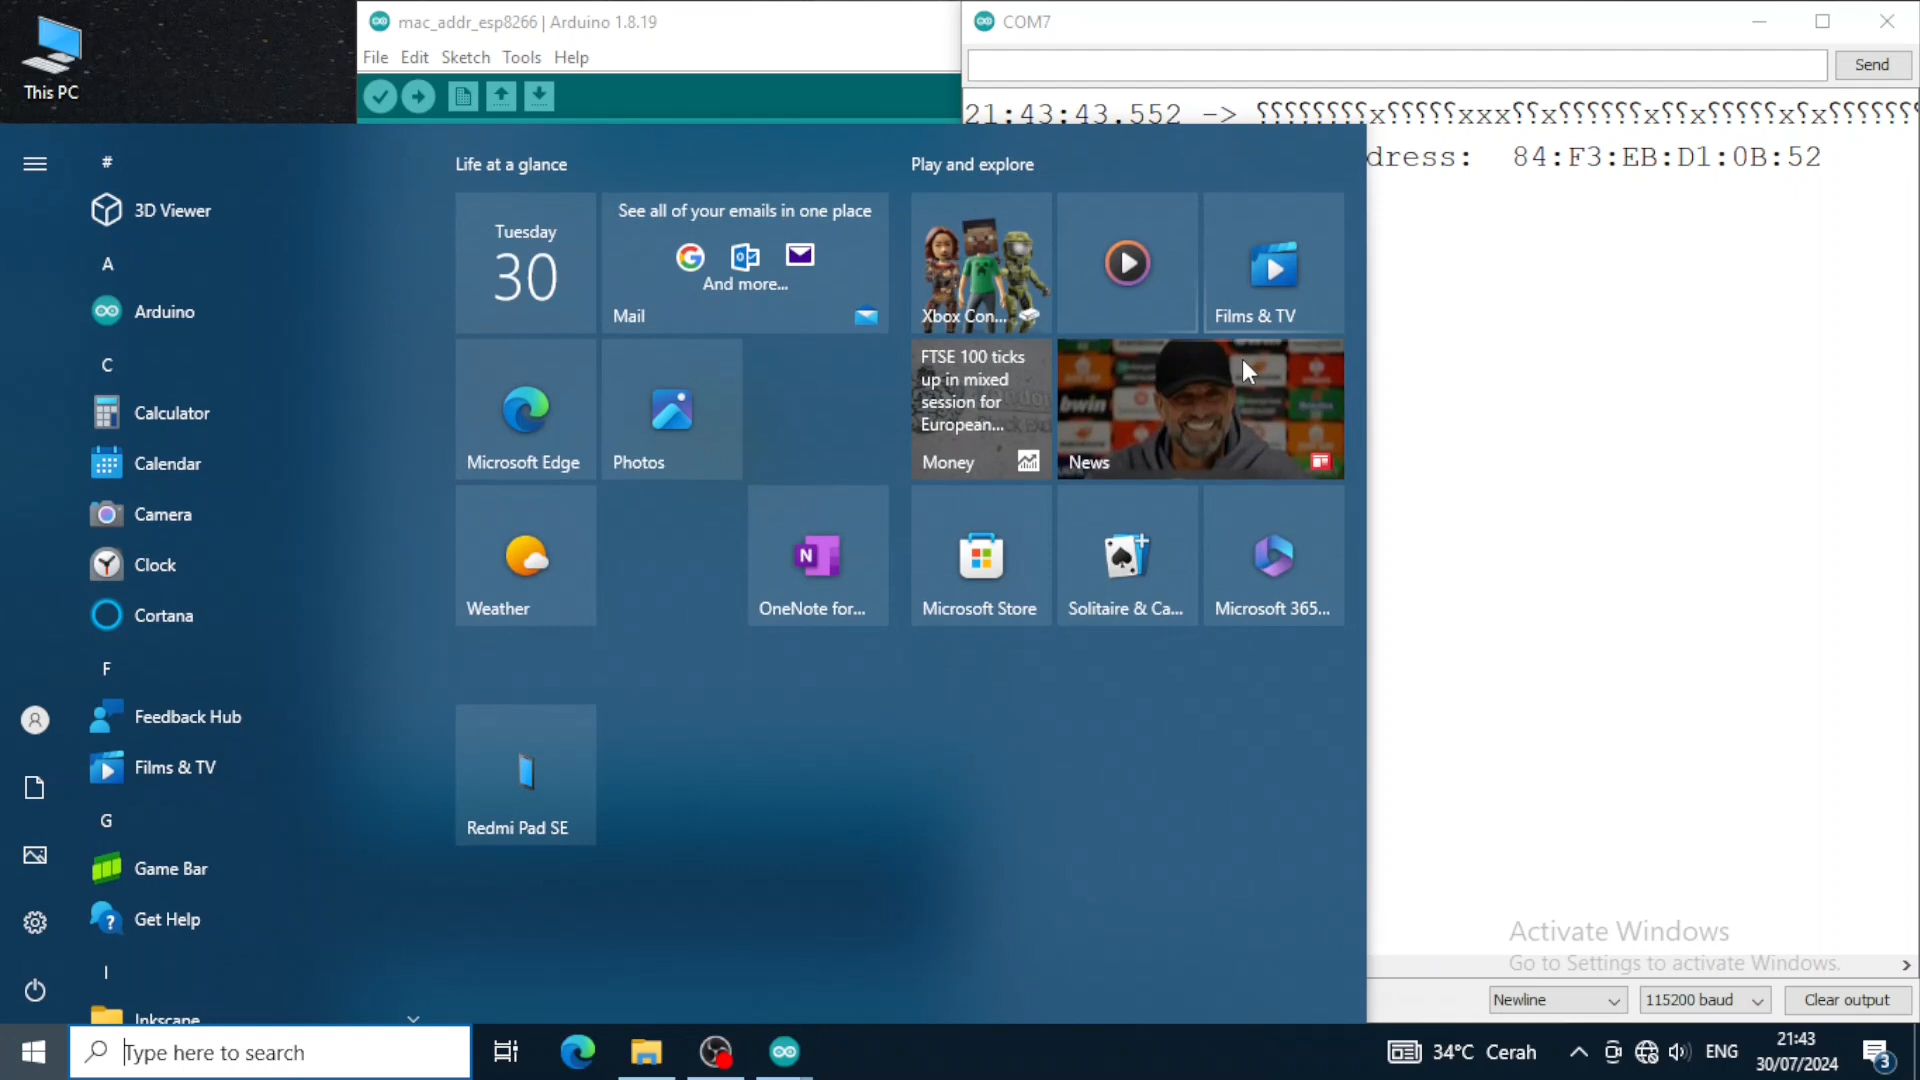 This PC
mac_addr_esp8266 | Arduino 1.8.19
File Edit Sketch Tools Help
COM7
Send
21:43:43.552 ->
dress: 84:F3:EB:D1:0B:52
#
3D Viewer
A
Arduino
C
Calculator
Calendar
Camera
Clock
Cortana
F
Feedback Hub
Films & TV
G
Game Bar
Get Help
I
Inkscape
Life at a glance
Tuesday
30
See all of your emails in one place
And more...
Mail
Microsoft Edge
Photos
Weather
OneNote for...
Redmi Pad SE
Play and explore
Xbox Con...
Films & TV
FTSE 100 ticks
up in mixed
session for
European...
Money
bwin
News
Microsoft Store
Solitaire & Ca...
Microsoft 365...
Activate Windows
Go to Settings to activate Windows.
Newline
115200 baud
Clear output
Type here to search
34°C Cerah
ENG
21:43
30/07/2024
3